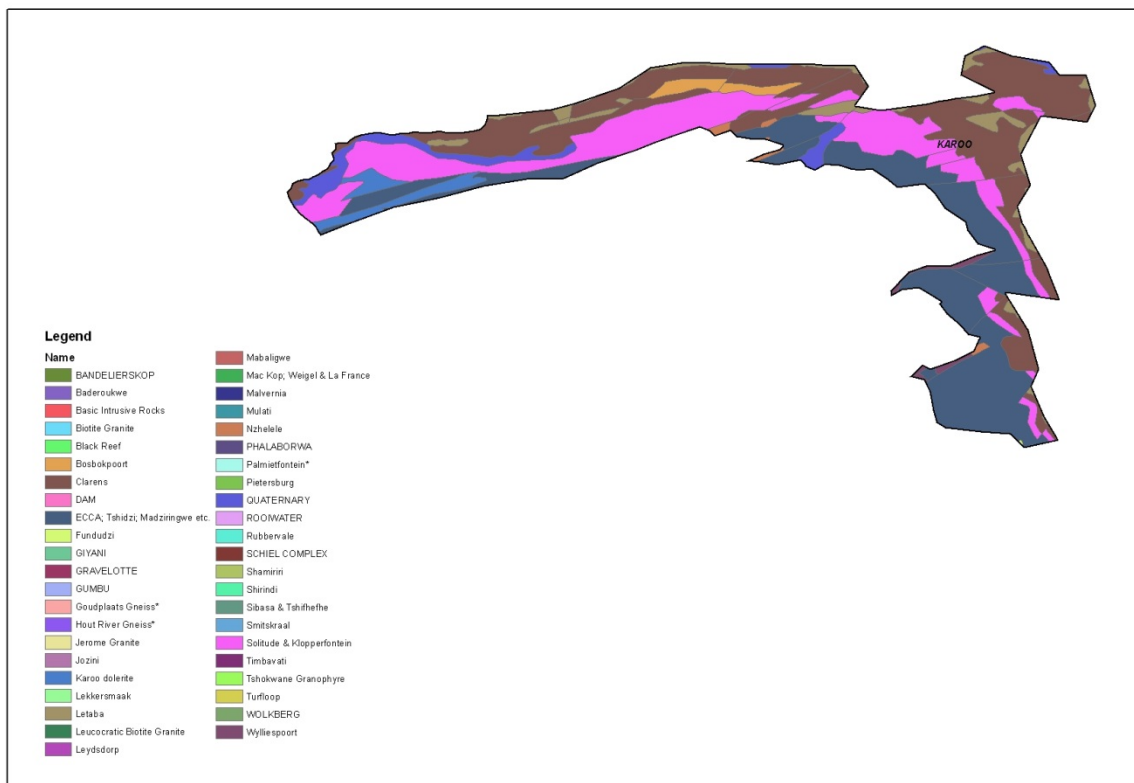 KAROO
Legend
Name
BANDELIERSKOP
Baderoukwe
Basic Intrusive Rocks
Biotite Granite
Black Reef
Bosbokpoort
Clarens
DAM
ECCA; Tshidzi; Madziringwe etc.
Fundudzi
GIYANI
GRAVELOTTE
GUMBU
Goudplaats Gneiss*
Hout River Gneiss*
Jerome Granite
Jozini
Karoo dolerite
Lekkersmaak
Letaba
Leucocratic Biotite Granite
Leydsdorp
Mabaligwe
Mac Kop; Weigel & La France
Malvernia
Mulati
Nzhelele
PHALABORWA
Palmietfontein*
Pietersburg
QUATERNARY
ROOIWATER
Rubbervale
SCHIEL COMPLEX
Shamiriri
Shirindi
Sibasa & Tshifhefhe
Smitskraal
Solitude & Klopperfontein
Timbavati
Tshokwane Granophyre
Turfloop
WOLKBERG
Wylliespoort